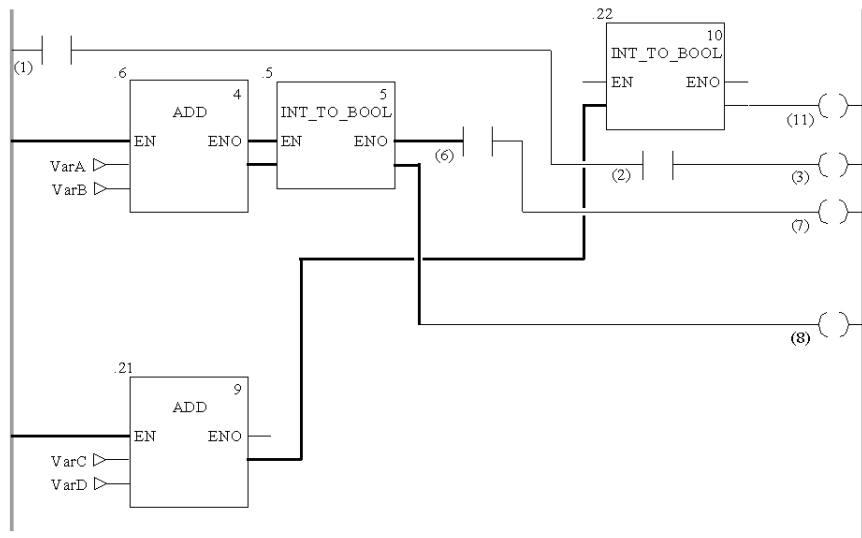 .22
10
INT_TO_BOOL
EN ENO
(1)
.6
4
ADD
EN ENO
VarA
VarB
.5
5
INT_TO_BOOL
EN ENO
(6)
(11)
(2)
(3)
(7)
(8)
.21
9
ADD
EN ENO
VarC
VarD